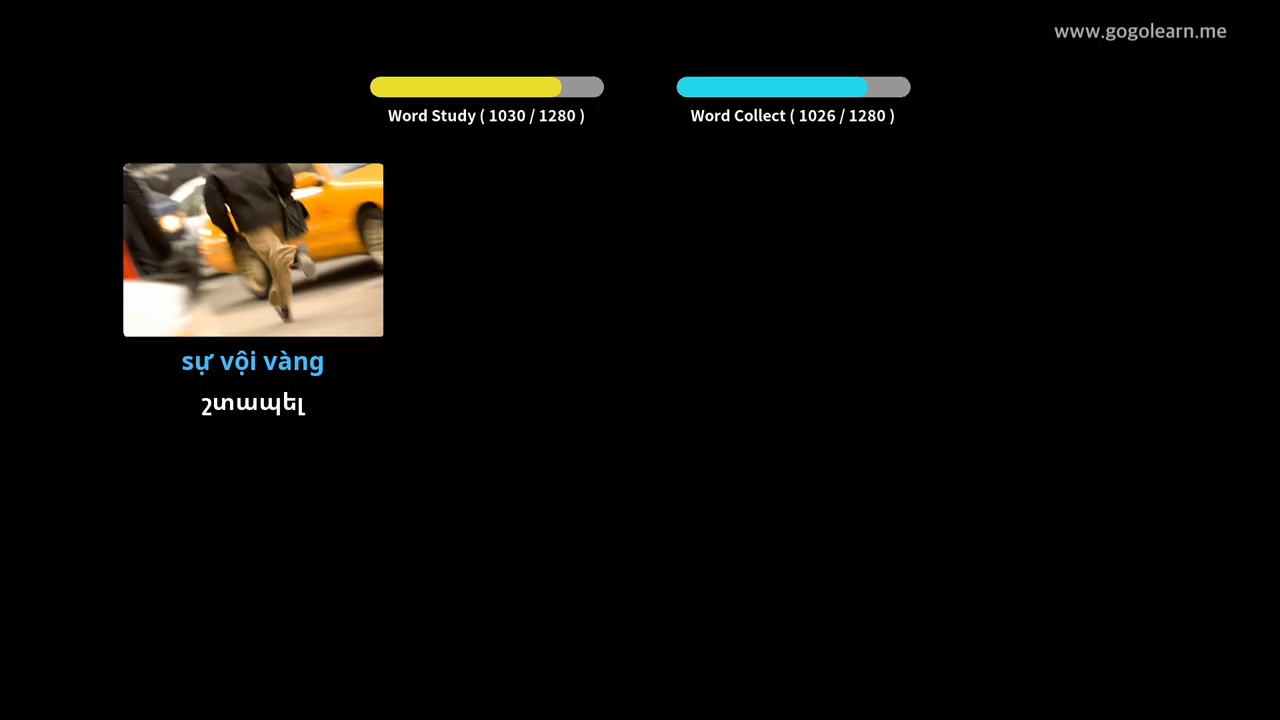 www.gogolearn.me
Word Study ( 1030 / 1280 )
Word Collect ( 1026 / 1280 )
sự vội vàng
շտապել